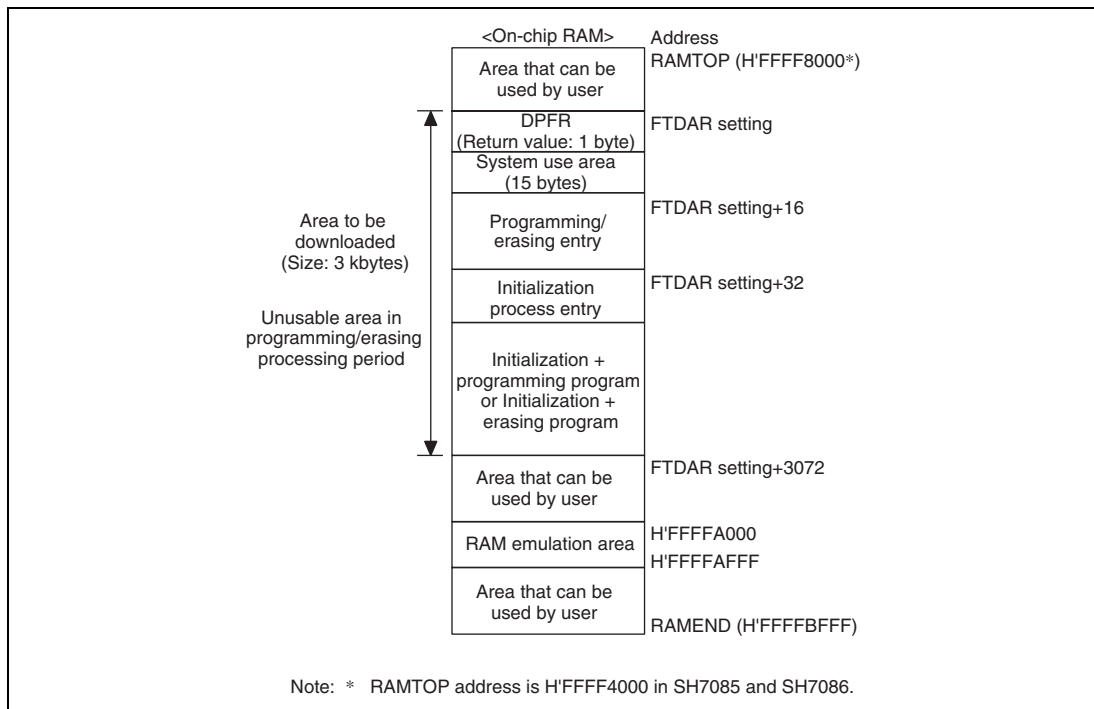 <On-chip RAM>
Address
RAMTOP (H'FFFF8000*)
Area that can be
used by user
DPFR
(Return value: 1 byte)
FTDAR setting
System use area
(15 bytes)
FTDAR setting+16
Programming/
erasing entry
Area to be
downloaded
(Size: 3 kbytes)
FTDAR setting+32
Initialization
process entry
Unusable area in
programming/erasing
processing period
Initialization +
programming program
or Initialization +
erasing program
FTDAR setting+3072
Area that can be
used by user
H'FFFFA000
RAM emulation area
H'FFFFAFFF
Area that can be
used by user
RAMEND (H'FFFFBFFF)
Note: * RAMTOP address is H'FFFF4000 in SH7085 and SH7086.